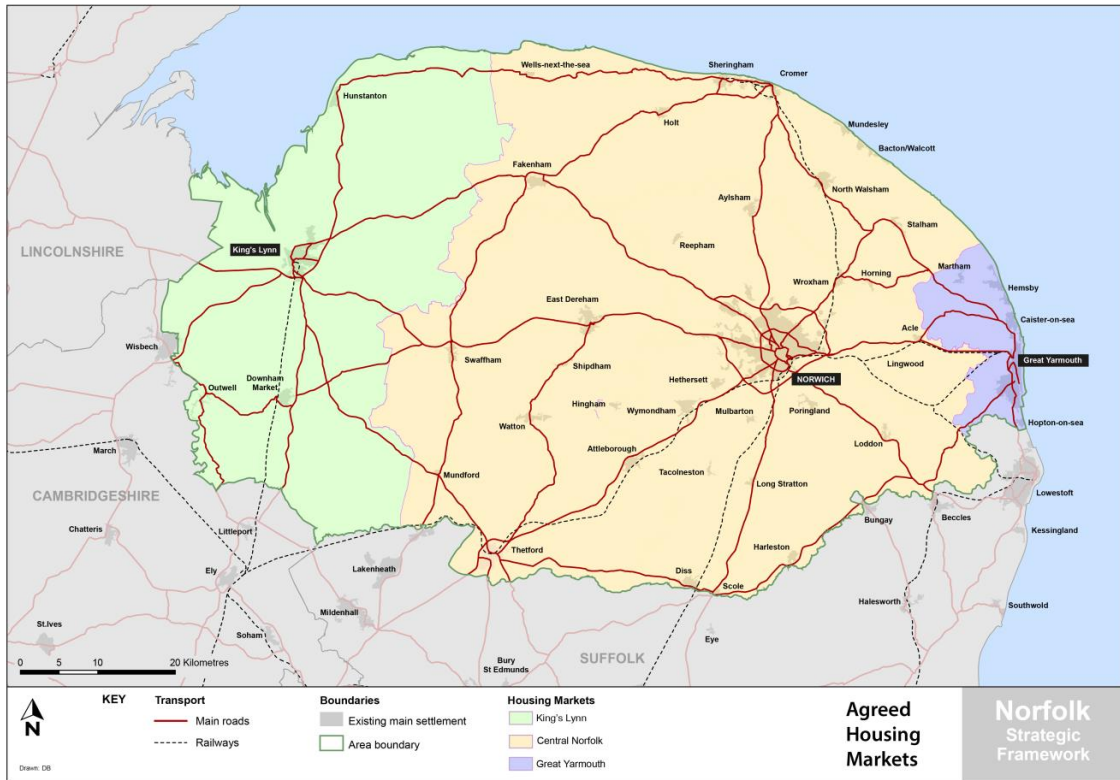 Wells-next-the-sea
Sheringham
Cromer
Hunstanton
Holt
Mundesley
Bacton/Walcott
Fakenham
North Walsham
Aylsham
Stalham
LINCOLNSHIRE
King's Lynn
Reepham
Martham
Wroxham
Horning
Hemsby
East Dereham
Caister-on-sea
Acle
Wisbech
Swaffham
Great Yarmouth
Shipdham
Lingwood
Outwell
Downham
Market
Hethersett
NORWICH
Hingham
Wymondham
Mulbarton
Poringland
Watton
Hopton-on-sea
Loddon
March
Attleborough
Mundford
Tacolneston
CAMBRIDGESHIRE
Long Stratton
Lowestoft
Bungay
Beccles
Chatteris
Littleport
Kessingland
Thetford
Harleston
Ely
Lakenheath
Diss
Scole
Mildenhall
Halesworth
Southwold
St.Ives
Soham
Eye
0 5 10 20 Kilometres
Bury
St Edmunds
SUFFOLK
N
Drawn: DB
KEY
Transport
Main roads
Railways
Boundaries
Existing main settlement
Area boundary
Housing Markets
King's Lynn
Central Norfolk
Great Yarmouth
Agreed
Housing
Markets
Norfolk
Strategic
Framework